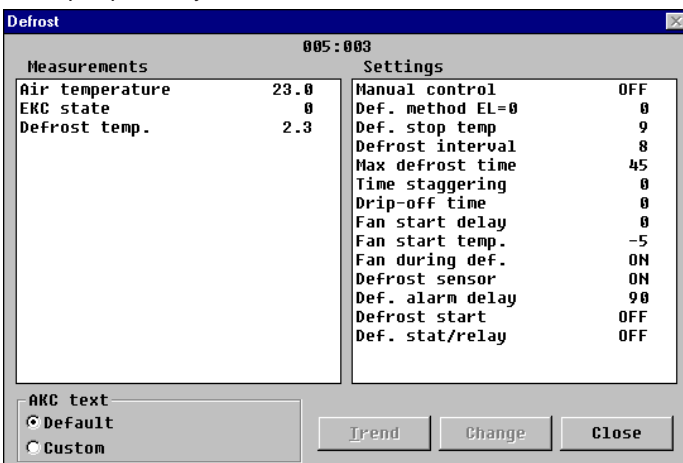 Defrost
005:003
Measurements
Settings
Air temperature 23.0
EKC state 0
Defrost temp. 2.3
Manual control OFF
Def. method EL=0 0
Def. stop temp 9
Defrost interval 8
Max defrost time 45
Time staggering 0
Drip-off time 0
Fan start delay 0
Fan start temp. -5
Fan during def. ON
Defrost sensor ON
Def. alarm delay 90
Defrost start OFF
Def. stat/relay OFF
AKC text
Default
Custom
Trend
Change
Close